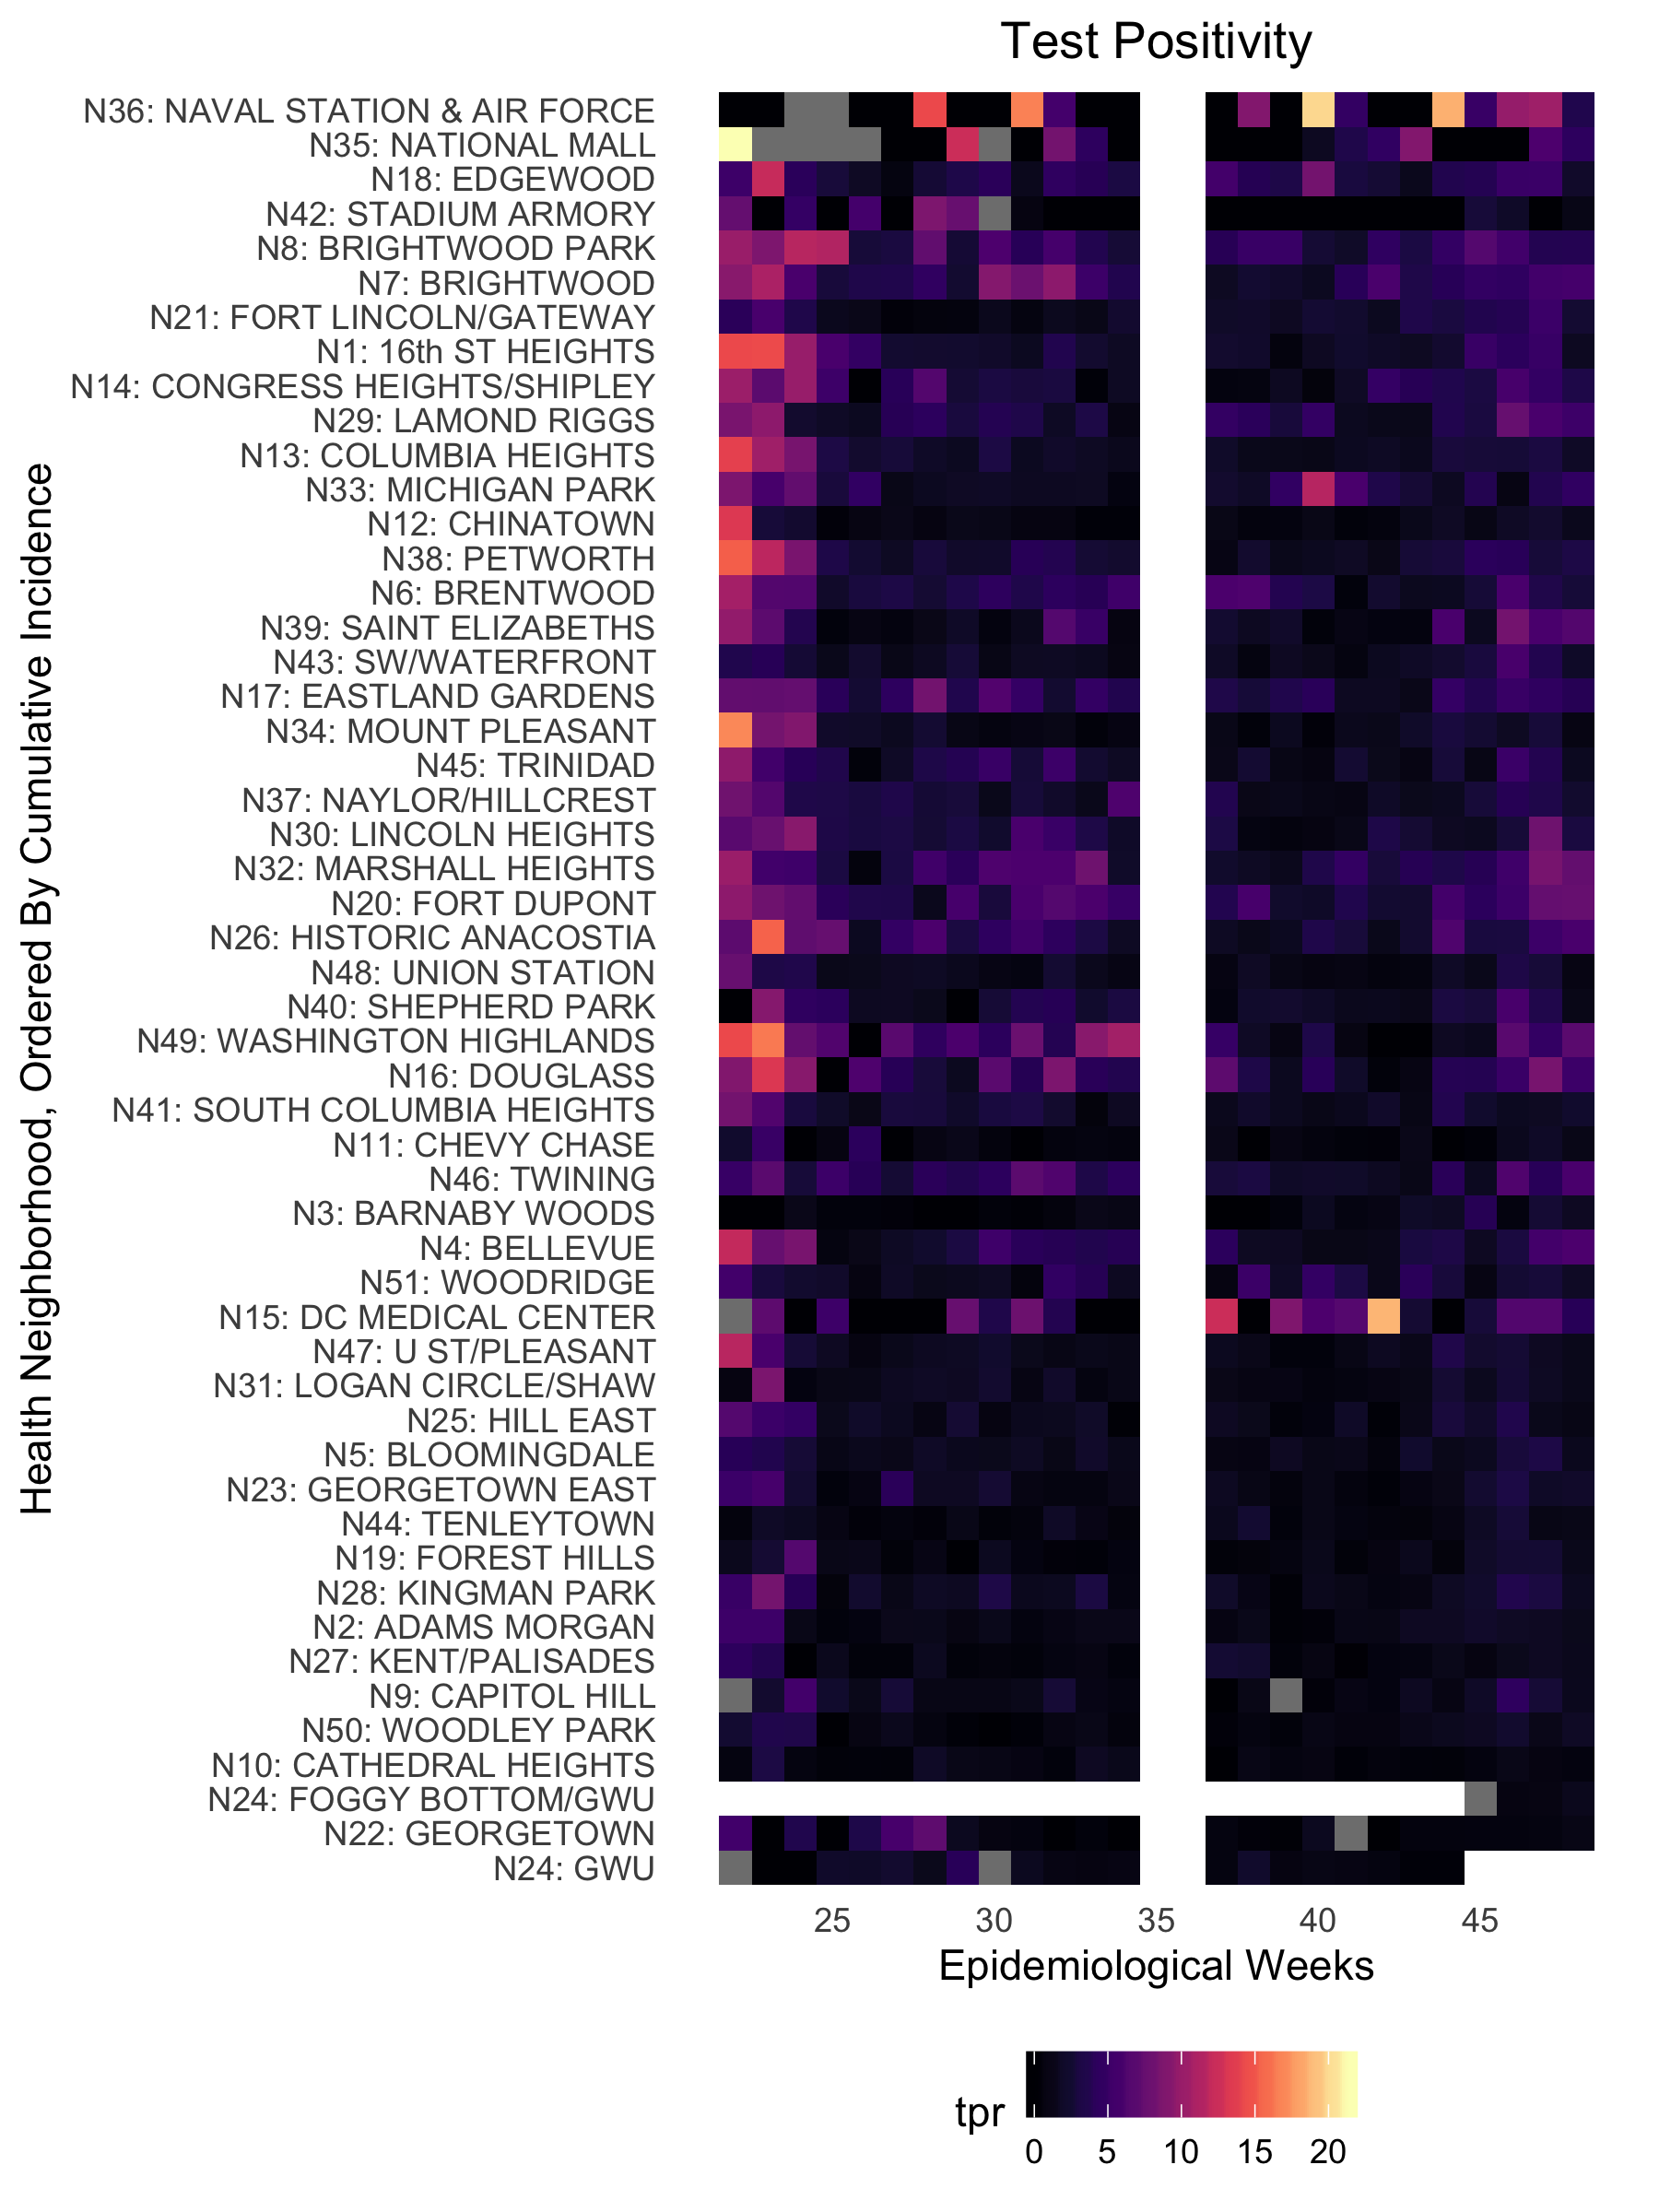 Test Positivity
N36: NAVAL STATION & AIR FORCE
N35: NATIONAL MALL
N18: EDGEWOOD
N42: STADIUM ARMORY
N8: BRIGHTWOOD PARK
N7: BRIGHTWOOD
N21: FORT LINCOLN/GATEWAY
N1: 16th ST HEIGHTS
N14: CONGRESS HEIGHTS/SHIPLEY
N29: LAMOND RIGGS
N13: COLUMBIA HEIGHTS
N33: MICHIGAN PARK
N12: CHINATOWN
N38: PETWORTH
N6: BRENTWOOD
N39: SAINT ELIZABETHS
N43: SW/WATERFRONT
N17: EASTLAND GARDENS
N34: MOUNT PLEASANT
N45: TRINIDAD
N37: NAYLOR/HILLCREST
N30: LINCOLN HEIGHTS
N32: MARSHALL HEIGHTS
N20: FORT DUPONT
N26: HISTORIC ANACOSTIA
N48: UNION STATION
N40: SHEPHERD PARK
N49: WASHINGTON HIGHLANDS
N16: DOUGLASS
N41: SOUTH COLUMBIA HEIGHTS
N11: CHEVY CHASE
N46: TWINING
N3: BARNABY WOODS
N4: BELLEVUE
N51: WOODRIDGE
N15: DC MEDICAL CENTER
N47: U ST/PLEASANT
N31: LOGAN CIRCLE/SHAW
N25: HILL EAST
N5: BLOOMINGDALE
N23: GEORGETOWN EAST
N44: TENLEYTOWN
N19: FOREST HILLS
N28: KINGMAN PARK
N2: ADAMS MORGAN
N27: KENT/PALISADES
N9: CAPITOL HILL
N50: WOODLEY PARK
N10: CATHEDRAL HEIGHTS
N24: FOGGY BOTTOM/GWU
N22: GEORGETOWN
N24: GWU
Health Neighborhood, Ordered By Cumulative Incidence
25 30 35 40 45
Epidemiological Weeks
tpr
0 5 10 15 20